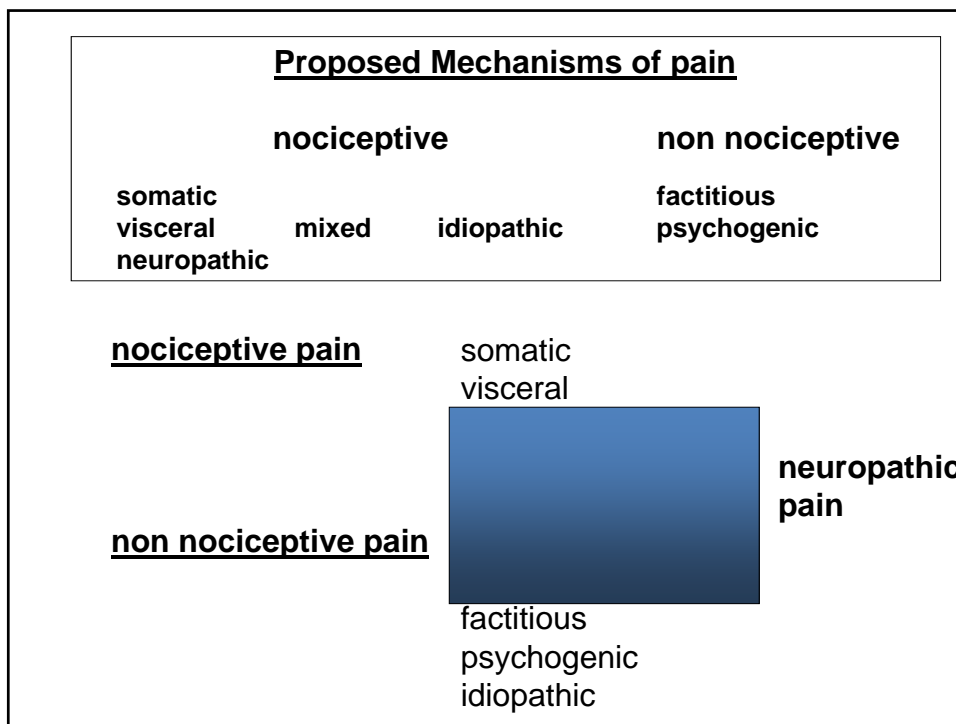 Proposed Mechanisms of pain
nociceptive non nociceptive
somatic factitious
visceral mixed idiopathic psychogenic
neuropathic
nociceptive pain somatic
visceral
neuropathic
pain
non nociceptive pain
factitious
psychogenic
idiopathic